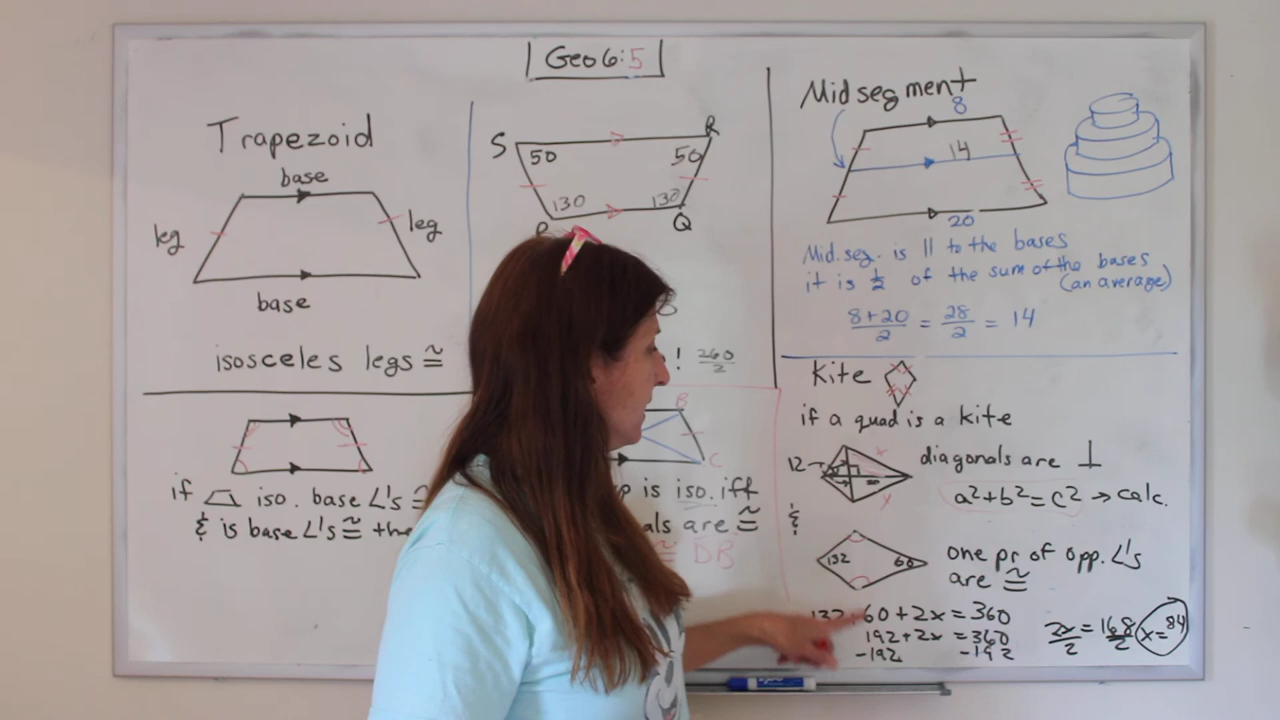 Geo 6:5
Trapezoid
base
leg
leg
base
isosceles legs ≅
S
R
50
50
130
130
Q
! 260/2
if iso. base ∠'s ≅
& is base ∠'s ≅ the
B
C
is iso. iff
als are ≅
≅ DB
Midsegment
8
14
20
Mid.seg. is || to the bases
it is 1/2 of the sum of the bases
(an average)
8+20/2 = 28/2 = 14
Kite
if a quad is a kite
12
x
x
diagonals are ⊥
a²+b²=c² → calc.
&
132
60
one pr of opp. ∠'s
are ≅
132+60+2x=360
192+2x=360
-192 -192
2x/2=168/2
x=84